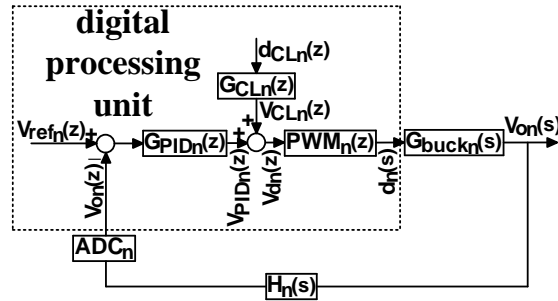 digital
processing
unit
d_CLn(z)
G_CLn(z)
V_CLn(z)
V_refn(z)
+
−
G_PIDn(z)
+
+
PWM_n(z)
G_buckn(s)
V_on(s)
V_on(z)
V_PIDn(z)
V_dn(z)
d_n(s)
ADC_n
H_n(s)